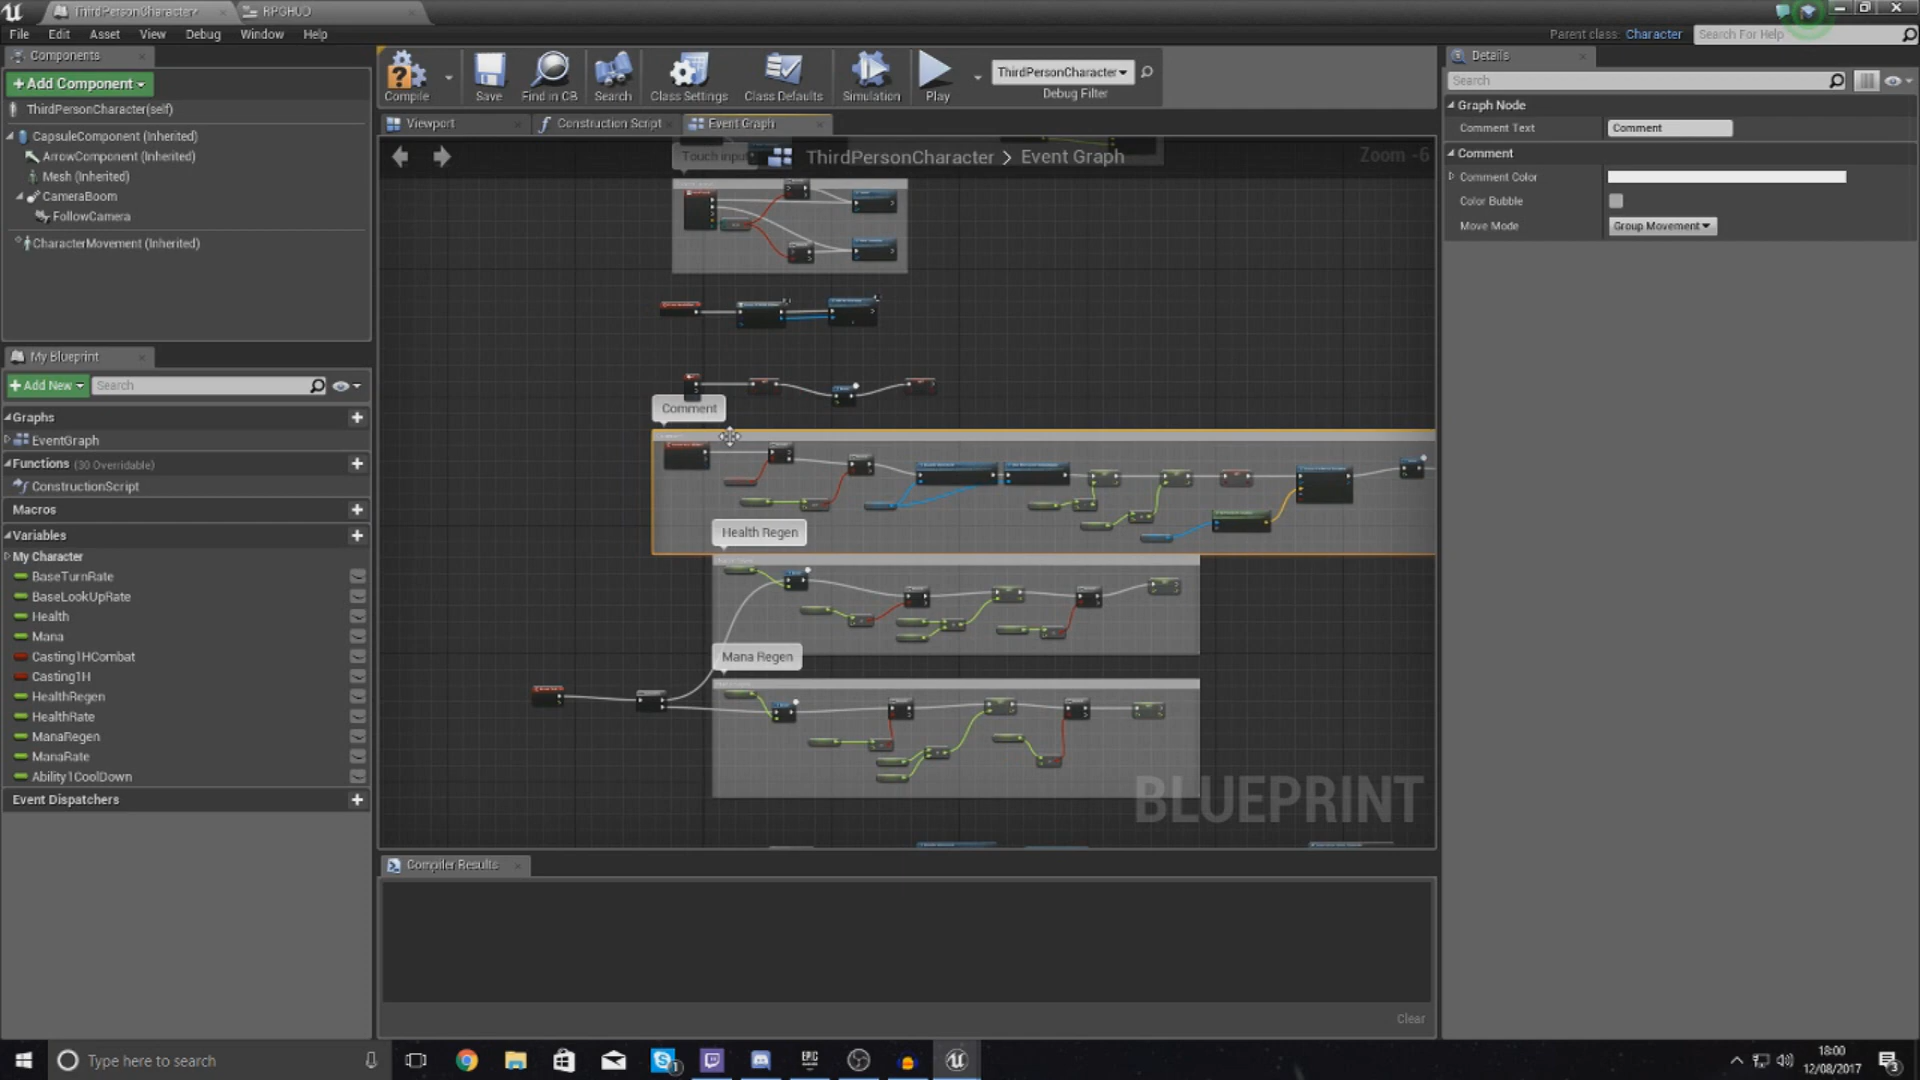 ThirdPersonCharacter*
RPGHUD
File Edit Asset View Debug Window Help
Parent class: Character
Search For Help
Components
+Add Component
ThirdPersonCharacter(self)
CapsuleComponent (Inherited)
ArrowComponent (Inherited)
Mesh (Inherited)
CameraBoom
FollowCamera
CharacterMovement (Inherited)
My Blueprint
+Add New
Search
Graphs
EventGraph
Functions (30 Overridable)
ConstructionScript
Macros
Variables
My Character
BaseTurnRate
BaseLookUpRate
Health
Mana
Casting1HCombat
Casting1H
HealthRegen
HealthRate
ManaRegen
ManaRate
Ability1CoolDown
Event Dispatchers
Compile
Save
Find in CB
Search
Class Settings
Class Defaults
Simulation
Play
ThirdPersonCharacter
Debug Filter
Viewport
Construction Script
Event Graph
Touch input
ThirdPersonCharacter > Event Graph
Zoom -6
Comment
Health Regen
Mana Regen
BLUEPRINT
Compiler Results
Clear
Details
Search
Graph Node
Comment Text
Comment
Comment
Comment Color
Color Bubble
Move Mode
Group Movement
Type here to search
EPIC
1
18:00
12/08/2017
3